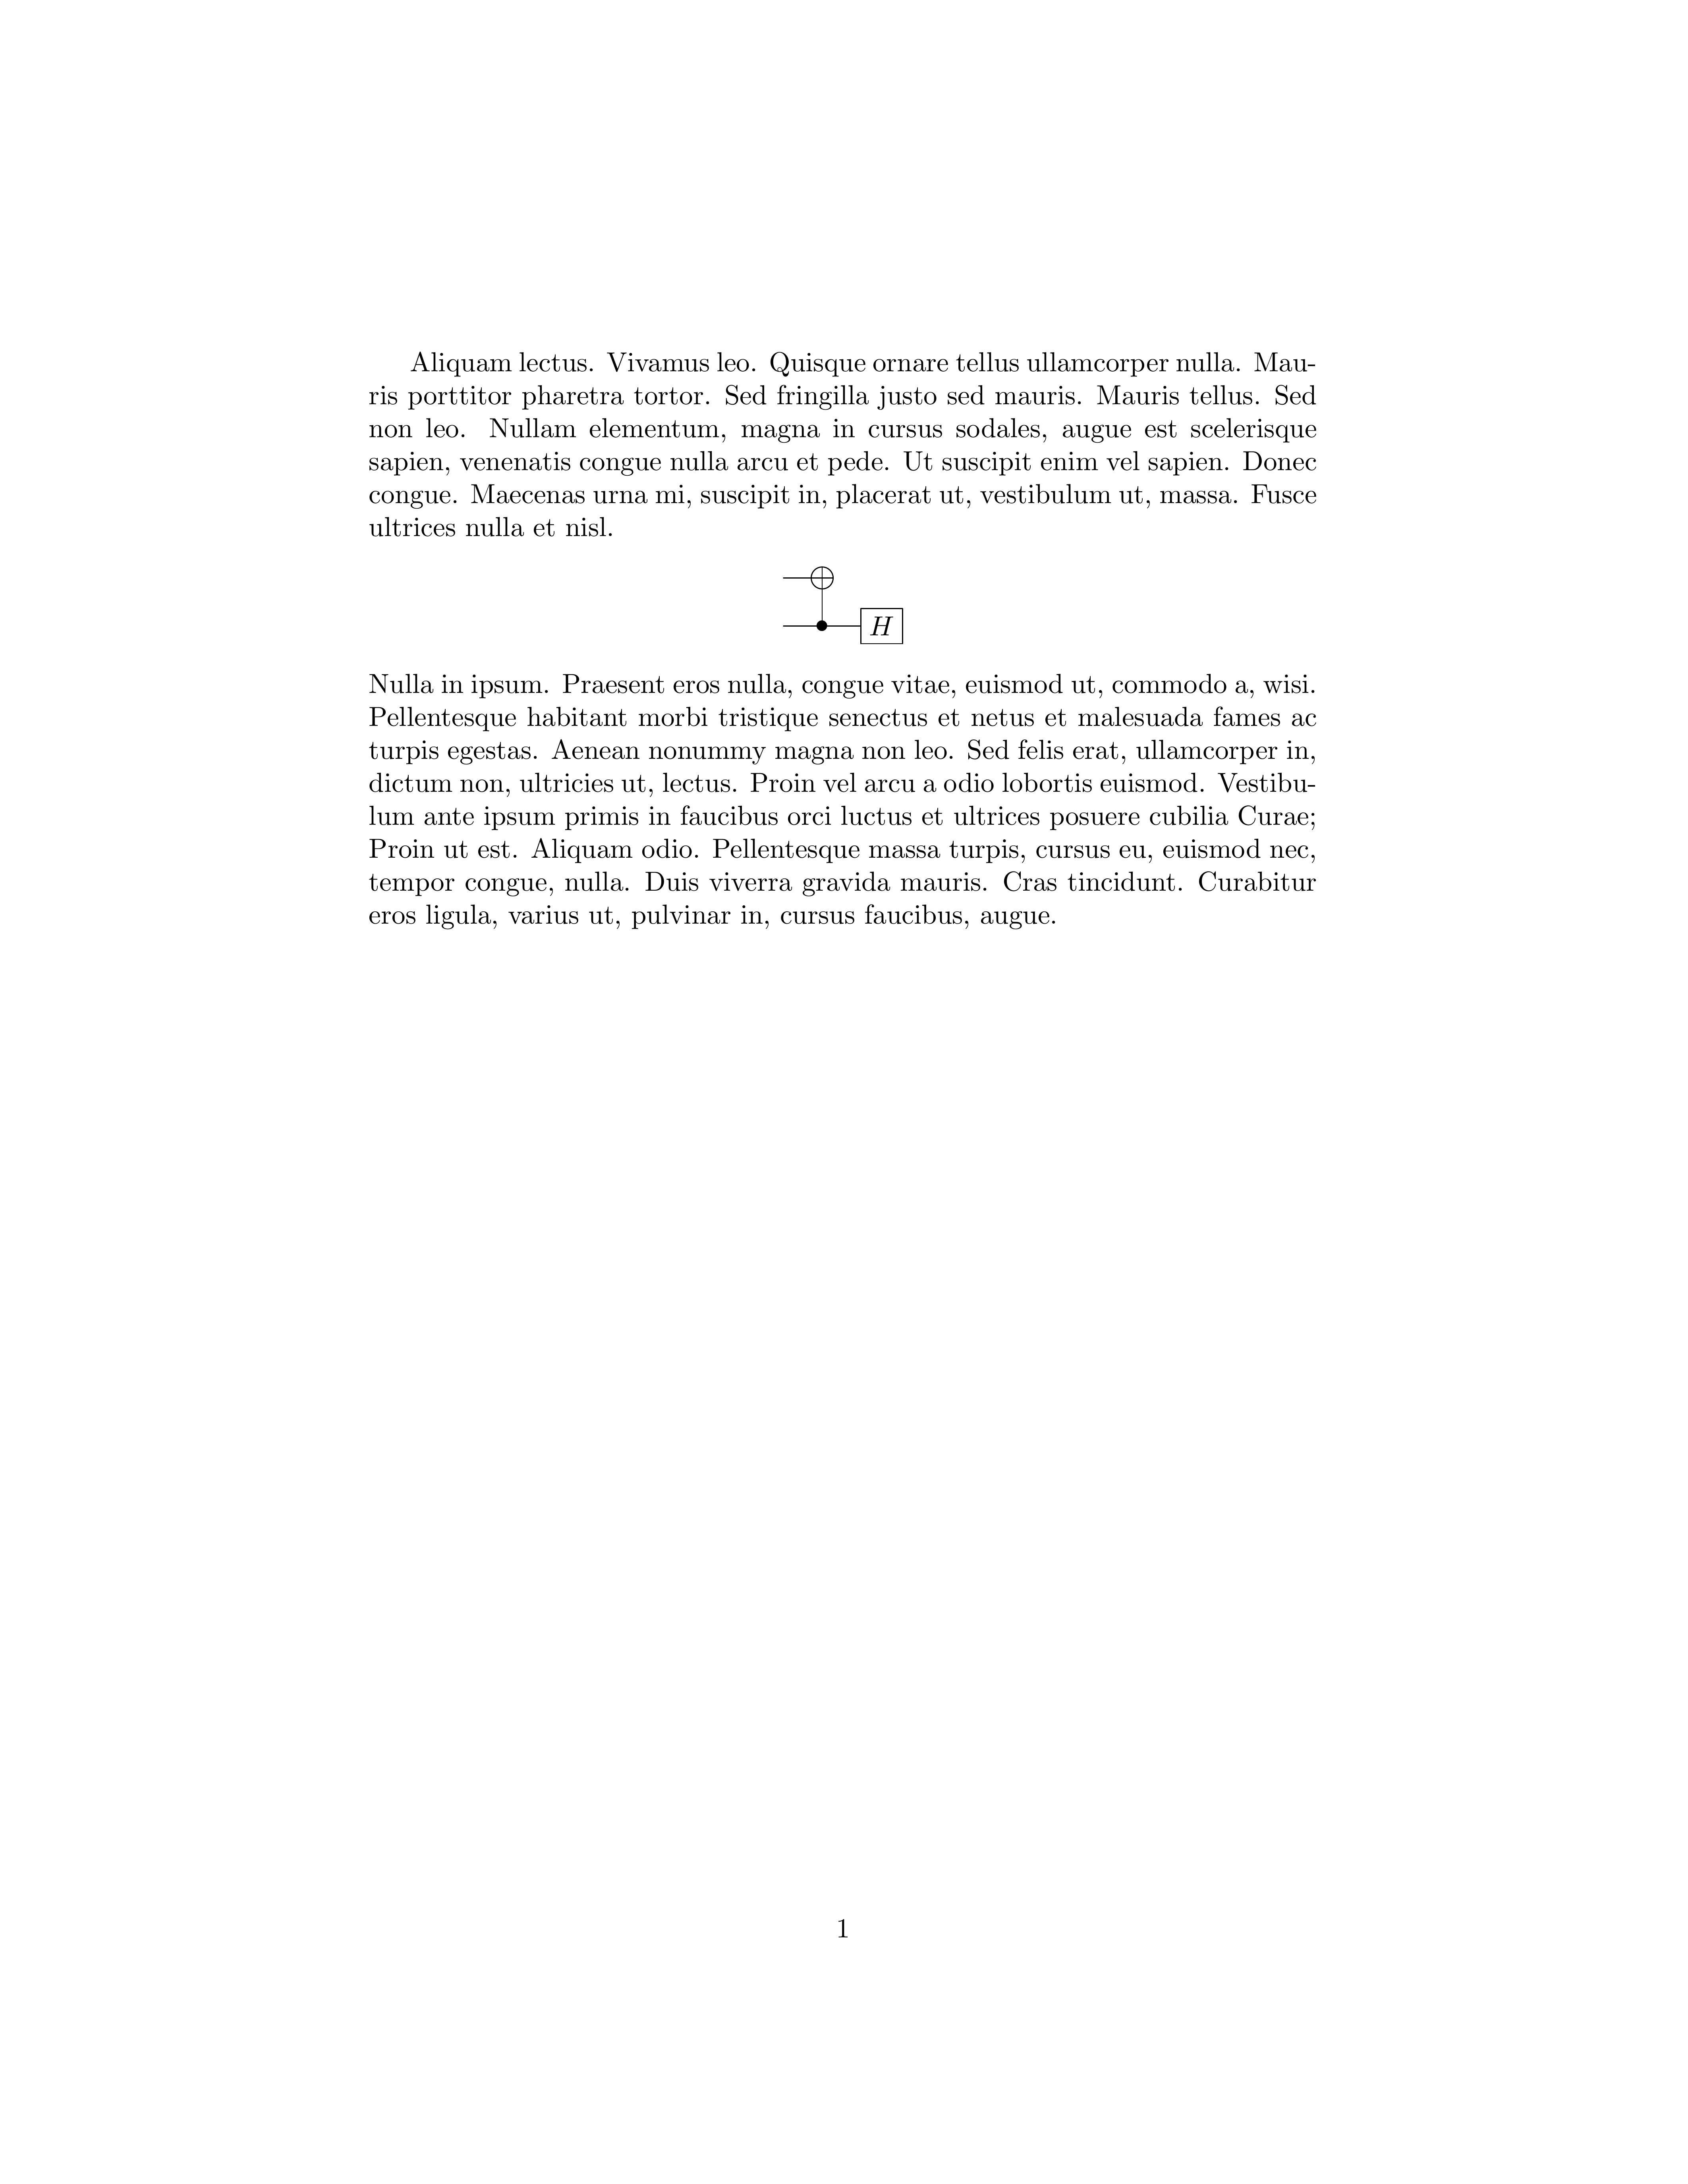 Aliquam lectus. Vivamus leo. Quisque ornare tellus ullamcorper nulla. Mau-
ris porttitor pharetra tortor. Sed fringilla justo sed mauris. Mauris tellus. Sed
non leo. Nullam elementum, magna in cursus sodales, augue est scelerisque
sapien, venenatis congue nulla arcu et pede. Ut suscipit enim vel sapien. Donec
congue. Maecenas urna mi, suscipit in, placerat ut, vestibulum ut, massa. Fusce
ultrices nulla et nisl.
H
Nulla in ipsum. Praesent eros nulla, congue vitae, euismod ut, commodo a, wisi.
Pellentesque habitant morbi tristique senectus et netus et malesuada fames ac
turpis egestas. Aenean nonummy magna non leo. Sed felis erat, ullamcorper in,
dictum non, ultricies ut, lectus. Proin vel arcu a odio lobortis euismod. Vestibu-
lum ante ipsum primis in faucibus orci luctus et ultrices posuere cubilia Curae;
Proin ut est. Aliquam odio. Pellentesque massa turpis, cursus eu, euismod nec,
tempor congue, nulla. Duis viverra gravida mauris. Cras tincidunt. Curabitur
eros ligula, varius ut, pulvinar in, cursus faucibus, augue.
1